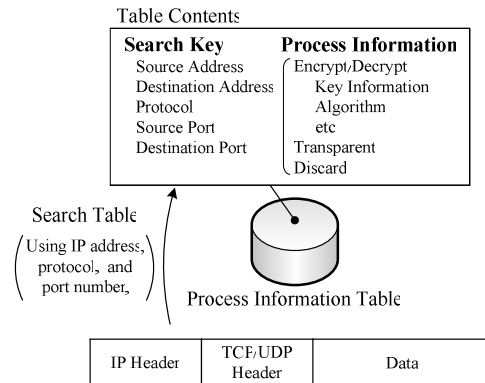 Table Contents
Search Key Process Information
Source Address Encrypt/Decrypt
Destination Address Key Information
Protocol Algorithm
Source Port etc
Destination Port Transparent
Discard
Search Table
Using IP address,
protocol, and
port number,
Process Information Table
IP Header TCP/UDP Header Data